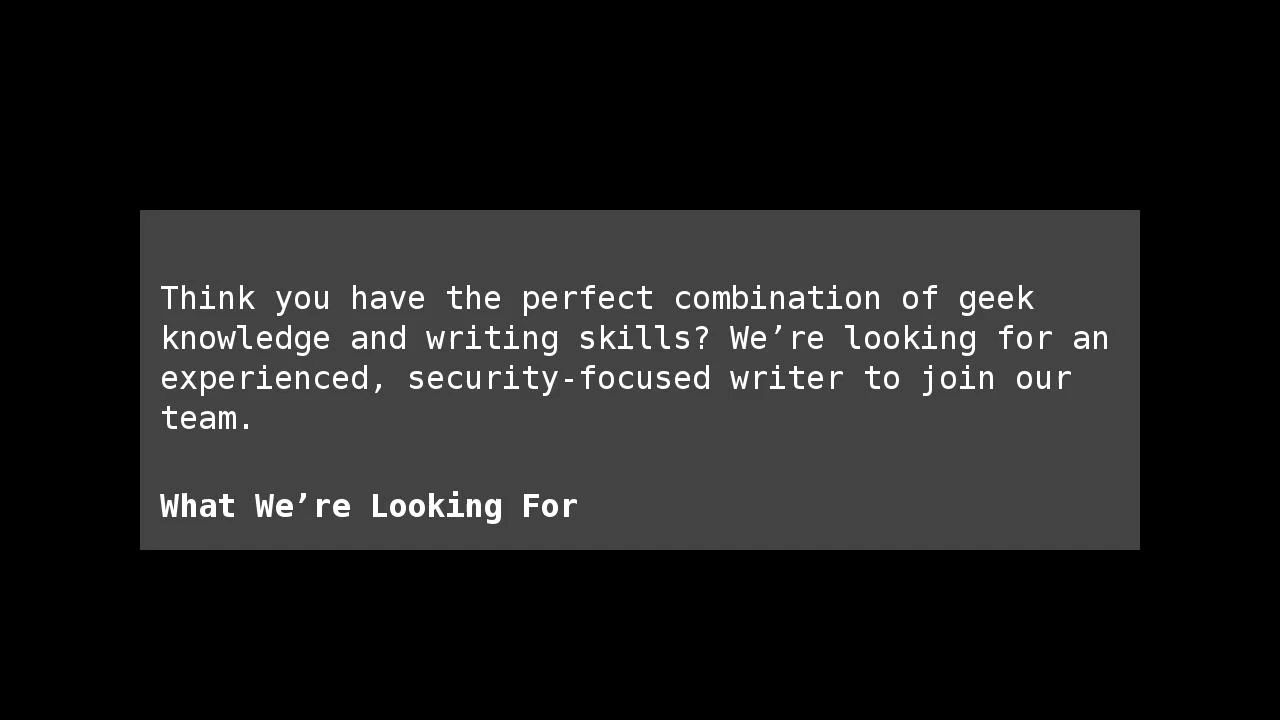 Think you have the perfect combination of geek
knowledge and writing skills? We’re looking for an
experienced, security-focused writer to join our
team.
What We’re Looking For